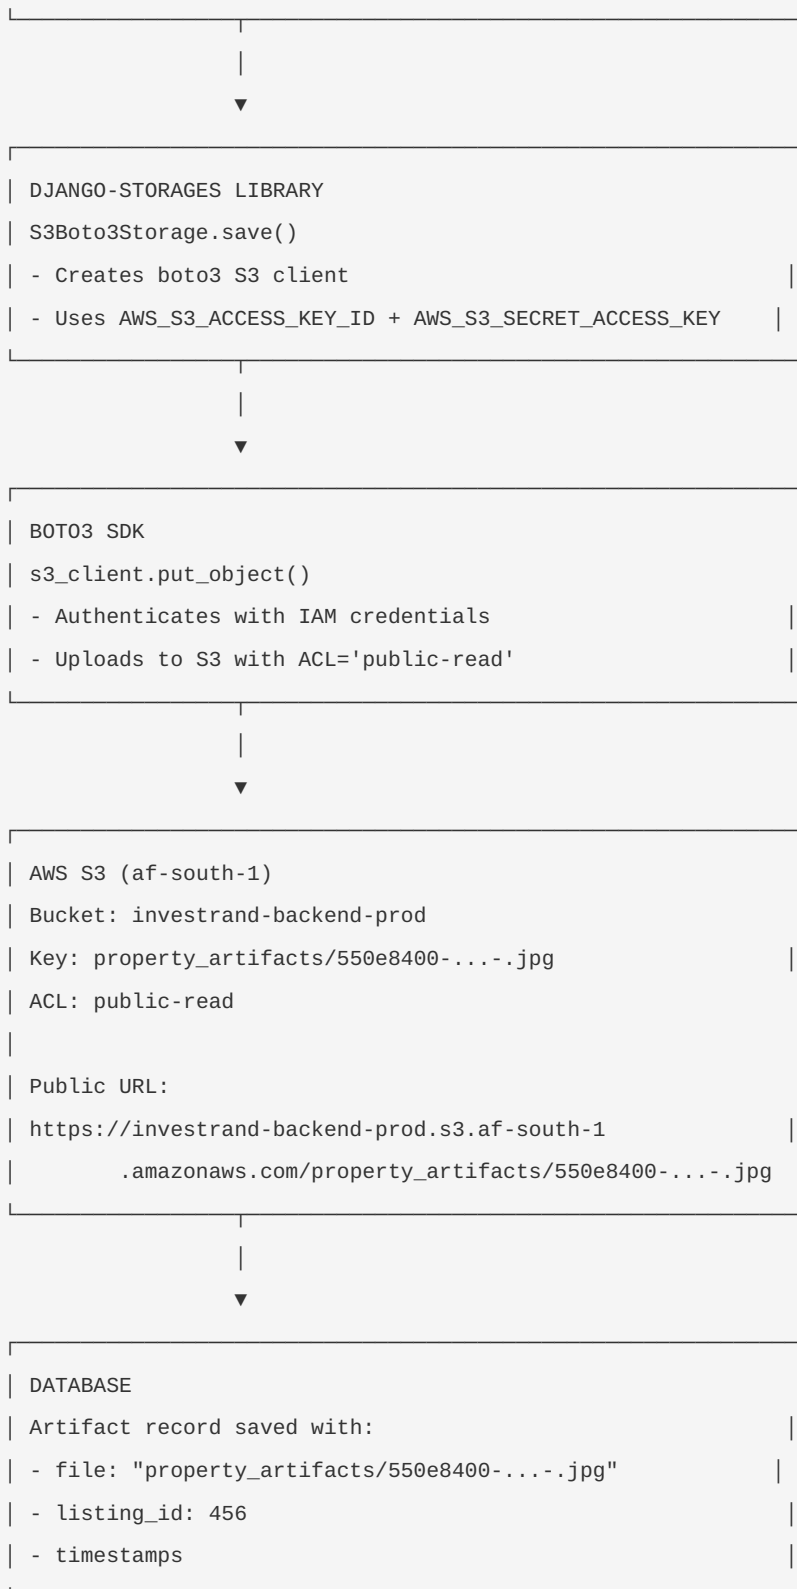 DJANGO-STORAGES LIBRARY
S3Boto3Storage.save()
- Creates boto3 S3 client
- Uses AWS_S3_ACCESS_KEY_ID + AWS_S3_SECRET_ACCESS_KEY
BOTO3 SDK
s3_client.put_object()
- Authenticates with IAM credentials
- Uploads to S3 with ACL='public-read'
AWS S3 (af-south-1)
Bucket: investrand-backend-prod
Key: property_artifacts/550e8400-...-.jpg
ACL: public-read
Public URL:
https://investrand-backend-prod.s3.af-south-1
.amazonaws.com/property_artifacts/550e8400-...-.jpg
DATABASE
Artifact record saved with:
- file: "property_artifacts/550e8400-...-.jpg"
- listing_id: 456
- timestamps